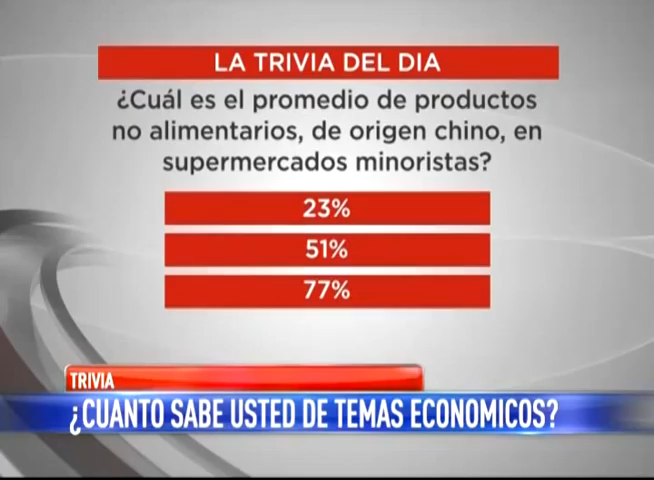 LA TRIVIA DEL DIA
¿Cuál es el promedio de productos
no alimentarios, de origen chino, en
supermercados minoristas?
23%
51%
77%
TRIVIA
¿CUANTO SABE USTED DE TEMAS ECONOMICOS?